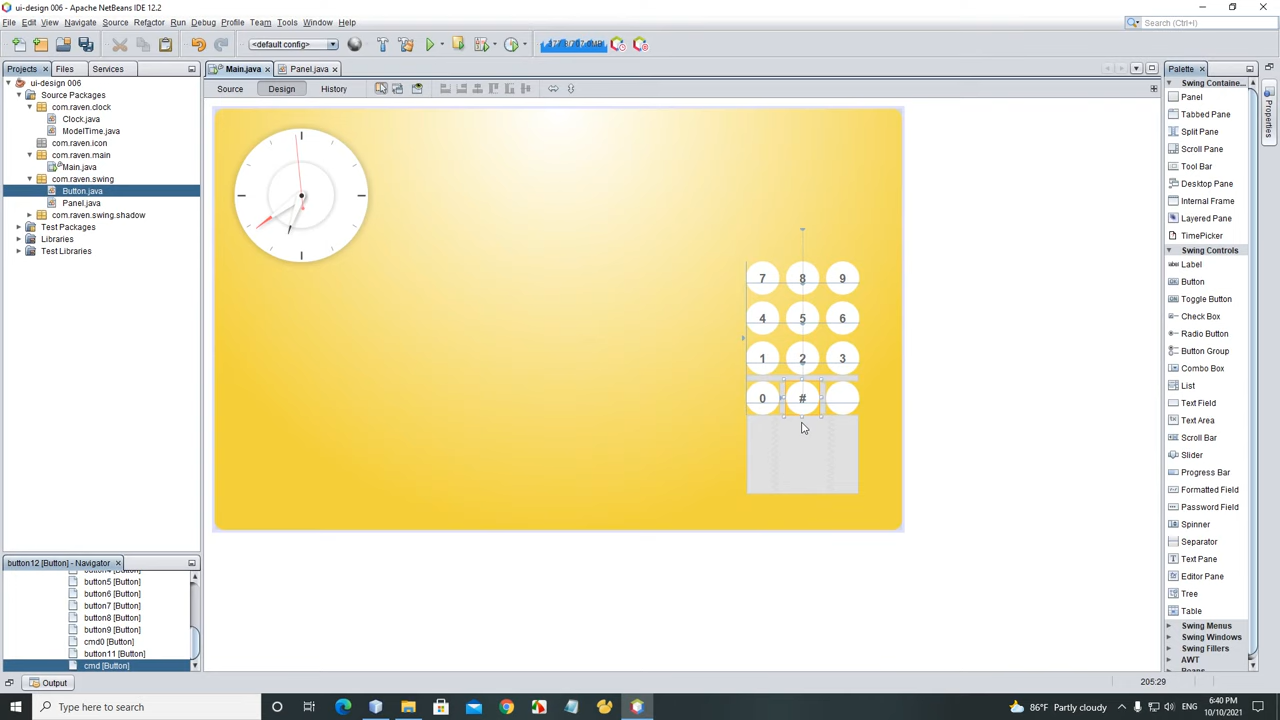 ui-design 006 - Apache NetBeans IDE 12.2
File Edit View Navigate Source Refactor Run Debug Profile Team Tools Window Help
Search (Ctrl+I)
<default config>
Projects Files Services
Main.java Panel.java
Palette
Source Design History
ui-design 006
Source Packages
com.raven.clock
Clock.java
ModelTime.java
com.raven.icon
com.raven.main
Main.java
com.raven.swing
Button.java
Panel.java
com.raven.swing.shadow
Test Packages
Libraries
Test Libraries
7 8 9
4 5 6
1 2 3
0 #
Swing Container...
Panel
Tabbed Pane
Split Pane
Scroll Pane
Tool Bar
Desktop Pane
Internal Frame
Layered Pane
TimePicker
Swing Controls
Label
Button
Toggle Button
Check Box
Radio Button
Button Group
Combo Box
List
Text Field
Text Area
Scroll Bar
Slider
Progress Bar
Formatted Field
Password Field
Spinner
Separator
Text Pane
Editor Pane
Tree
Table
Swing Menus
Swing Windows
Swing Fillers
AWT
Properties
button12 [Button] - Navigator
button5 [Button]
button6 [Button]
button7 [Button]
button8 [Button]
button9 [Button]
cmd0 [Button]
button11 [Button]
cmd [Button]
Output
205:29
Type here to search
86°F Partly cloudy
ENG
6:40 PM
10/10/2021